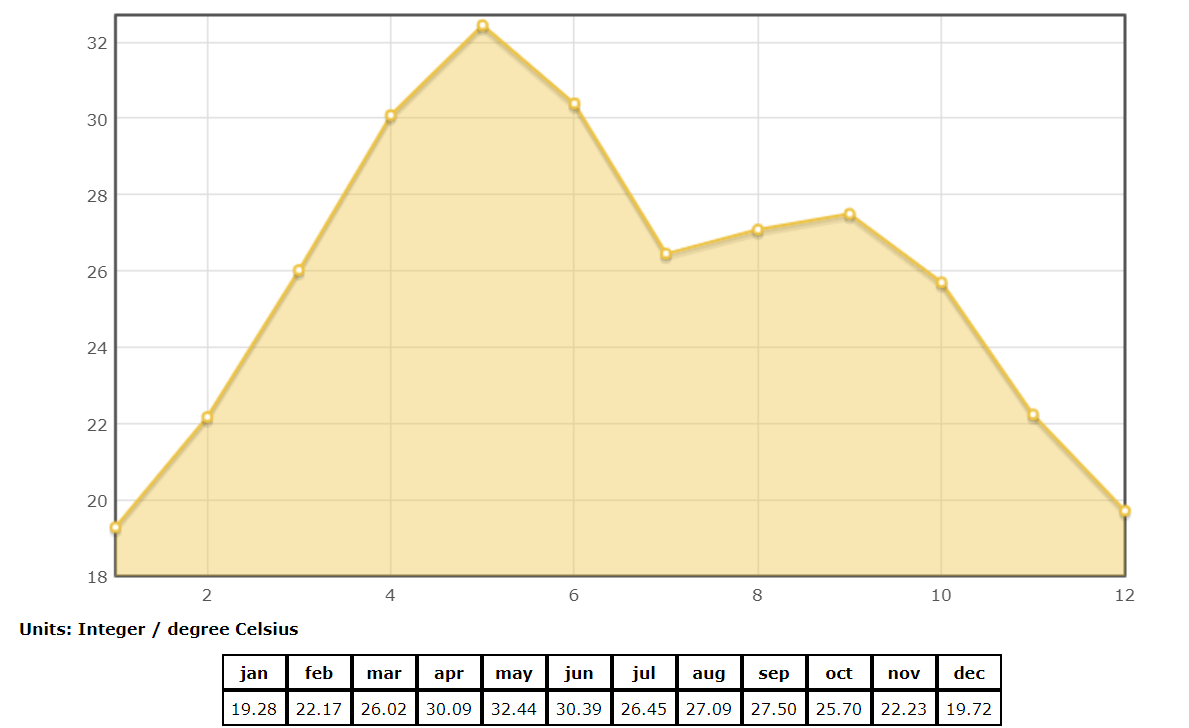 32
30
28
26
24
22
20
18
2 4 6 8 10 12
Units: Integer / degree Celsius
jan feb mar apr may jun jul aug sep oct nov dec
19.28 22.17 26.02 30.09 32.44 30.39 26.45 27.09 27.50 25.70 22.23 19.72